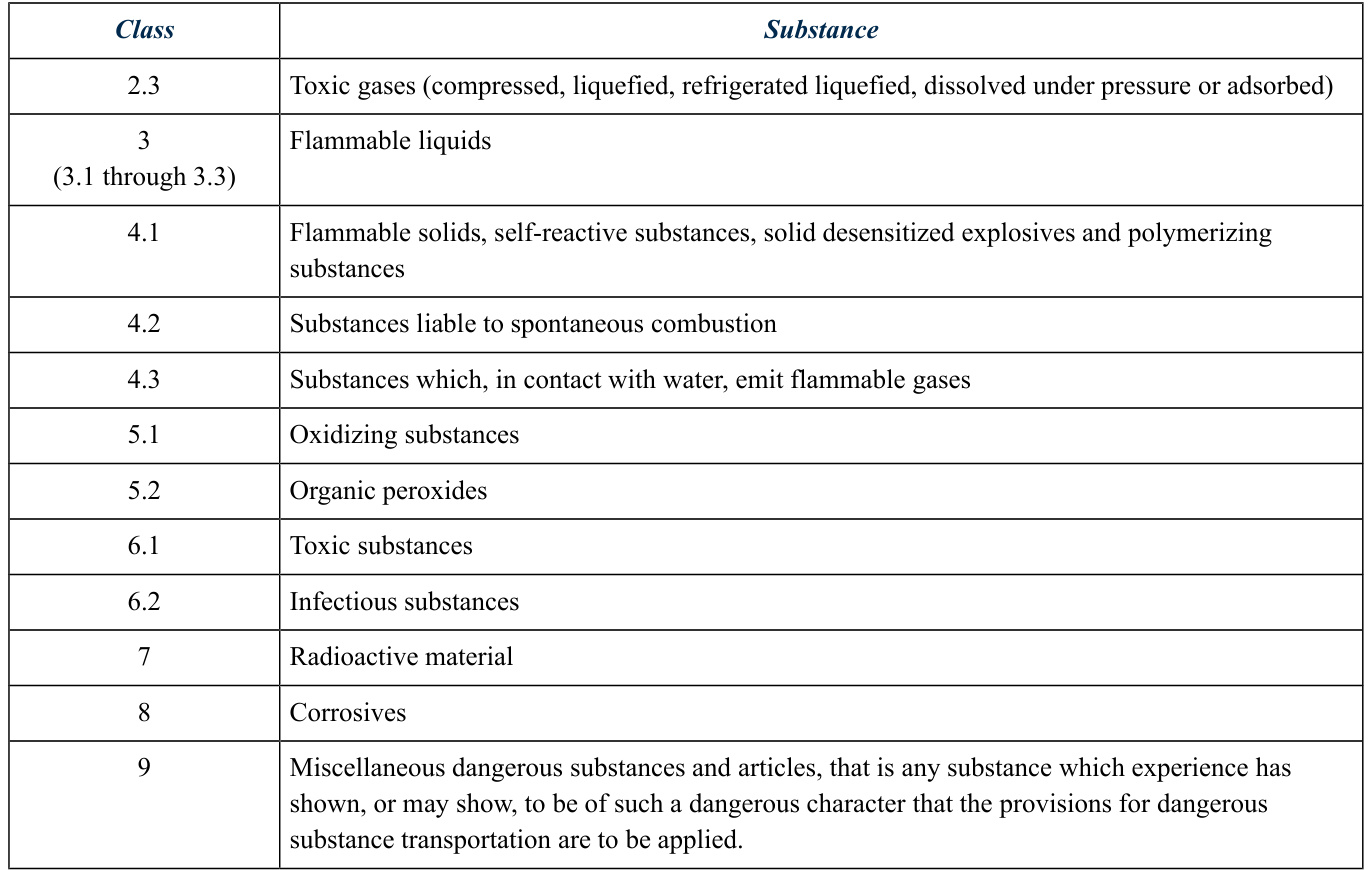 Class
Substance
2.3
Toxic gases (compressed, liquefied, refrigerated liquefied, dissolved under pressure or adsorbed)
3
(3.1 through 3.3)
Flammable liquids
4.1
Flammable solids, self-reactive substances, solid desensitized explosives and polymerizing
substances
4.2
Substances liable to spontaneous combustion
4.3
Substances which, in contact with water, emit flammable gases
5.1
Oxidizing substances
5.2
Organic peroxides
6.1
Toxic substances
6.2
Infectious substances
7
Radioactive material
8
Corrosives
9
Miscellaneous dangerous substances and articles, that is any substance which experience has
shown, or may show, to be of such a dangerous character that the provisions for dangerous
substance transportation are to be applied.